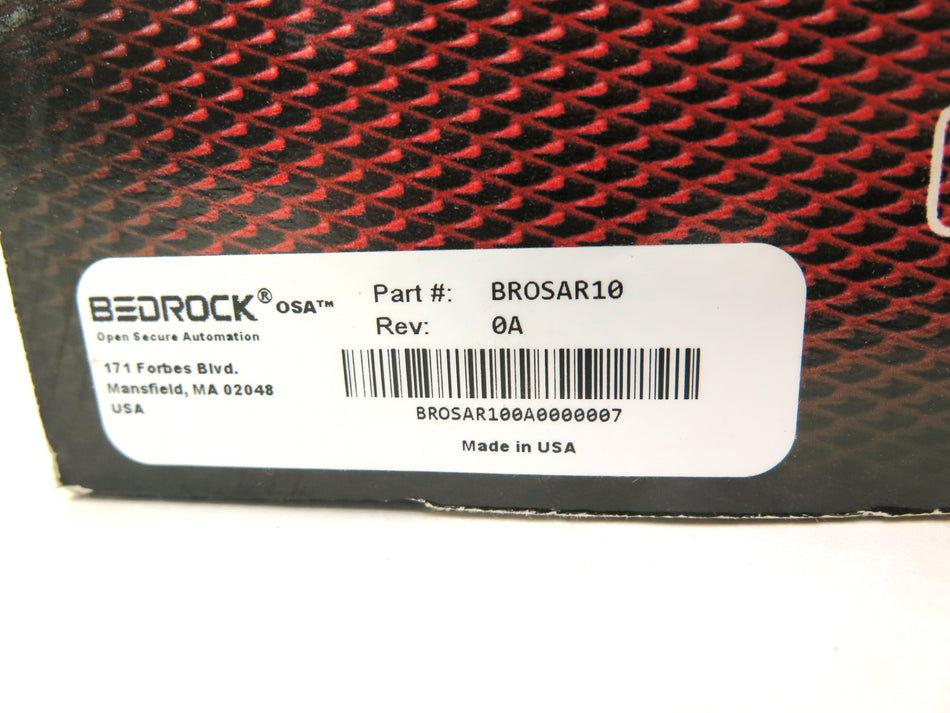 BEDROCK® OSA™
Open Secure Automation
171 Forbes Blvd.
Mansfield, MA 02048
USA
Part #: BROSAR10
Rev: 0A
BROSAR100A0000007
Made in USA